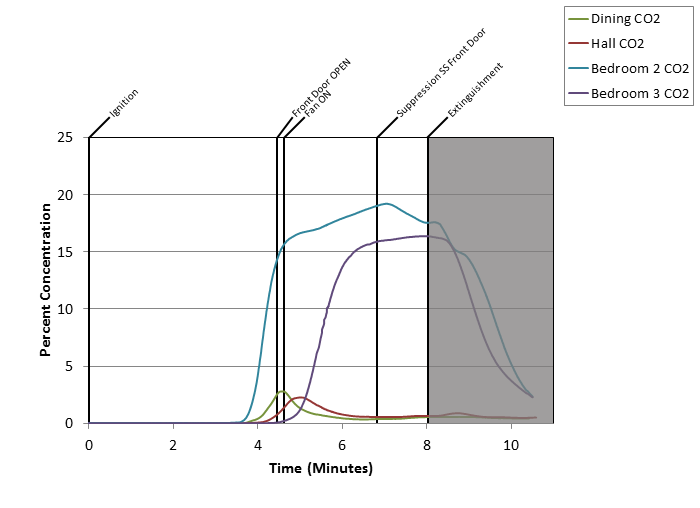 Dining CO2
Hall CO2
Bedroom 2 CO2
Bedroom 3 CO2
Ignition
Front Door OPEN
Fan ON
Suppression SS Front Door
Extinguishment
25
20
15
10
5
0
Percent Concentration
0 2 4 6 8 10
Time (Minutes)